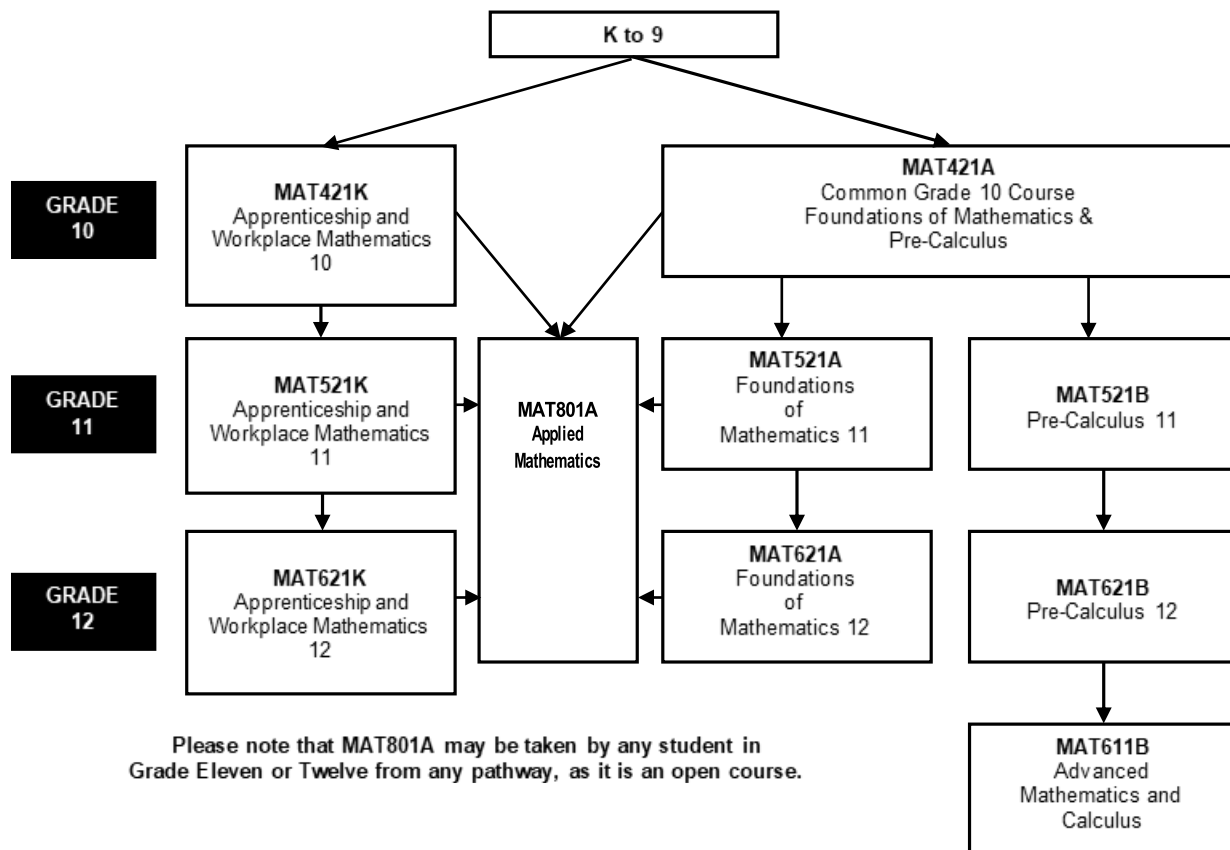 K to 9
GRADE
10
MAT421K
Apprenticeship and
Workplace Mathematics
10
MAT421A
Common Grade 10 Course
Foundations of Mathematics &
Pre-Calculus
GRADE
11
MAT521K
Apprenticeship and
Workplace Mathematics
11
MAT801A
Applied
Mathematics
MAT521A
Foundations
of
Mathematics 11
MAT521B
Pre-Calculus 11
GRADE
12
MAT621K
Apprenticeship and
Workplace Mathematics
12
MAT621A
Foundations
of
Mathematics 12
MAT621B
Pre-Calculus 12
Please note that MAT801A may be taken by any student in
Grade Eleven or Twelve from any pathway, as it is an open course.
MAT611B
Advanced
Mathematics and
Calculus